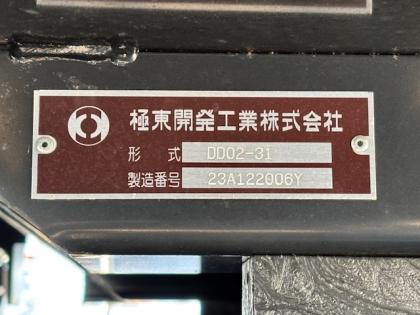 極東開発工業株式会社
形式 DD02-31
製造番号 23A122006Y